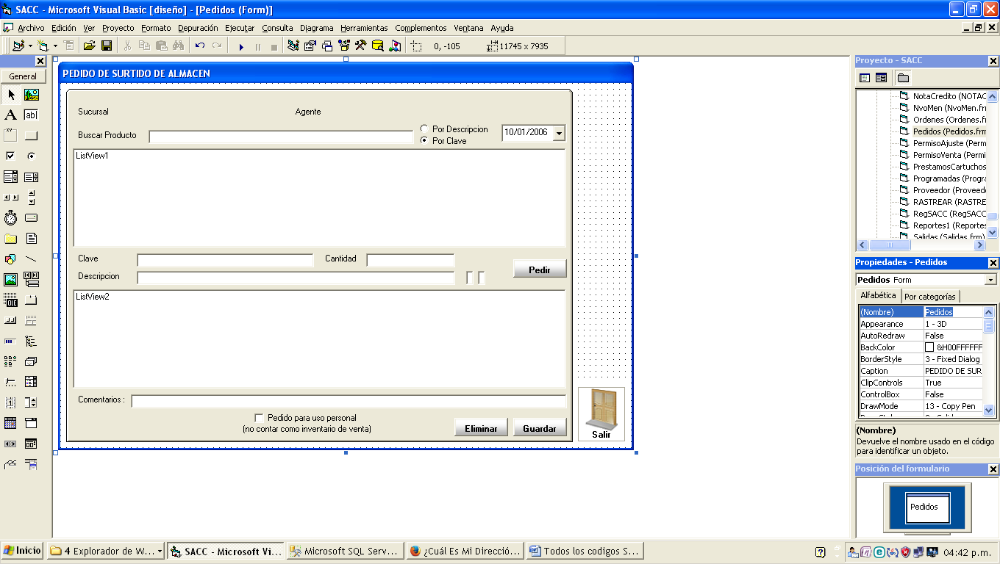 SACC - Microsoft Visual Basic [diseño] - [Pedidos (Form)]
Archivo Edición Ver Proyecto Formato Depuración Ejecutar Consulta Diagrama Herramientas Complementos Ventana Ayuda
0, -105 11745 x 7935
General
A ab|
xy
OLE
PEDIDO DE SURTIDO DE ALMACEN
Sucursal Agente
Buscar Producto Por Descripcion 10/01/2006
Por Clave
ListView1
Clave Cantidad
Pedir
Descripcion
ListView2
Comentarios :
Pedido para uso personal
(no contar como inventario de venta)
Eliminar Guardar
Salir
Proyecto - SACC
NotaCredito (NOTAC
NvoMen (NvoMen.fr
Ordenes (Ordenes.fr
Pedidos (Pedidos.frm
PermisoAjuste (Perm
PermisoVenta (Permi
PrestamosCartuchos
Programadas (Progra
Proveedor (Proveed
RASTREAR (RASTRE
RegSACC (RegSACC
Reportes1 (Reportes
Salidas (Salidas.frm)
Propiedades - Pedidos
Pedidos Form
Alfabética Por categorías
(Nombre) Pedidos
Appearance 1 - 3D
AutoRedraw False
BackColor &H00FFFFFF
BorderStyle 3 - Fixed Dialog
Caption PEDIDO DE SUR
ClipControls True
ControlBox False
DrawMode 13 - Copy Pen
(Nombre)
Devuelve el nombre usado en el código
para identificar un objeto.
Posición del formulario
Pedidos
Inicio 4 Explorador de W... SACC - Microsoft Vi... Microsoft SQL Serv... ¿Cuál Es Mi Direcció... Todos los codigos S... 04:42 p.m.